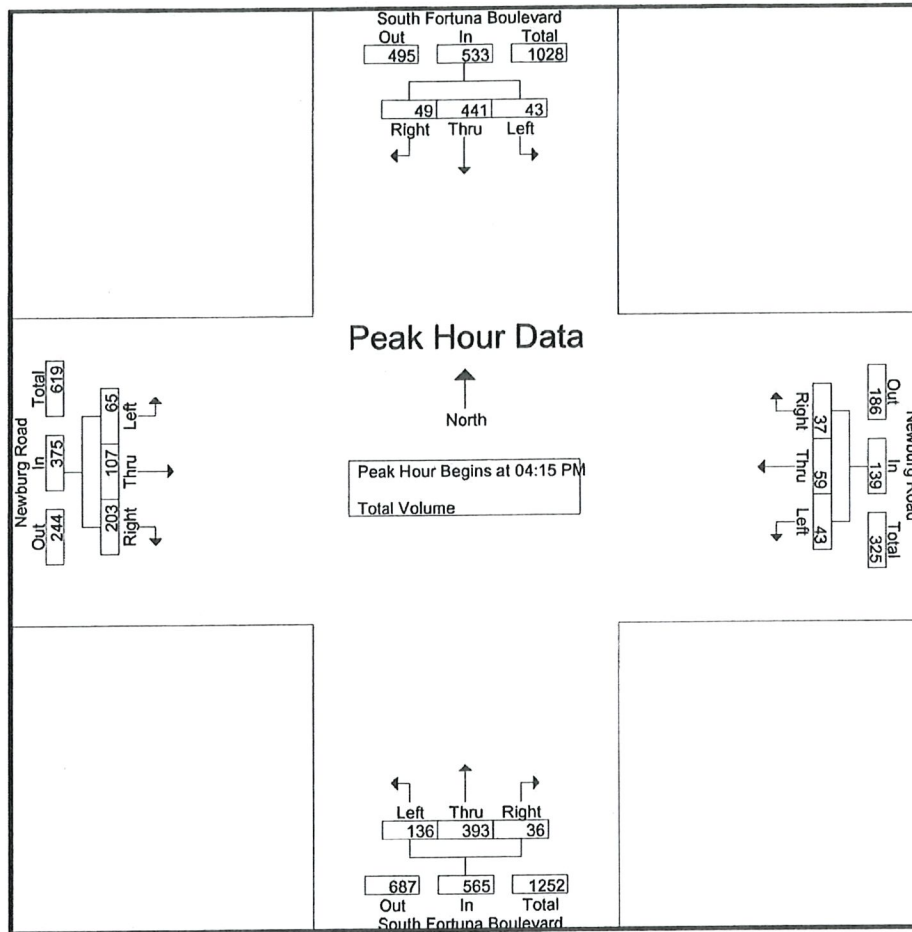 South Fortuna Boulevard
Out In Total
495 533 1028
49 441 43
Right Thru Left
Peak Hour Data
North
Peak Hour Begins at 04:15 PM
Total Volume
Newburg Road
Out In Total
244 375 619
203 107 65
Right Thru Left
Newburg Road
Out In Total
186 139 325
37 59 43
Right Thru Left
Left Thru Right
136 393 36
687 565 1252
Out In Total
South Fortuna Boulevard